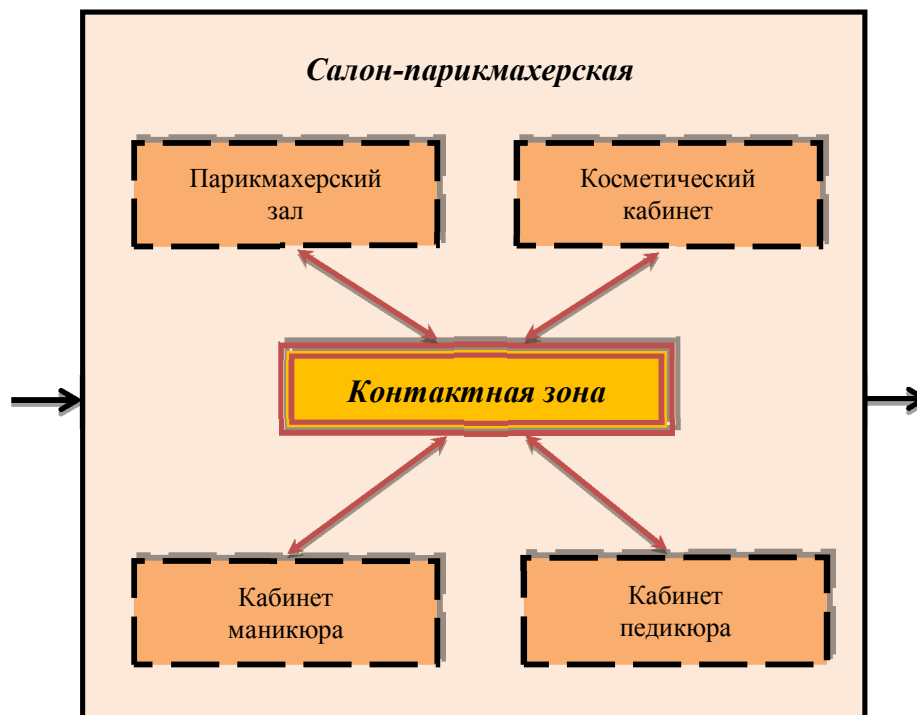 Салон-парикмахерская
Парикмахерский
зал
Косметический
кабинет
Контактная зона
Кабинет
маникюра
Кабинет
педикюра